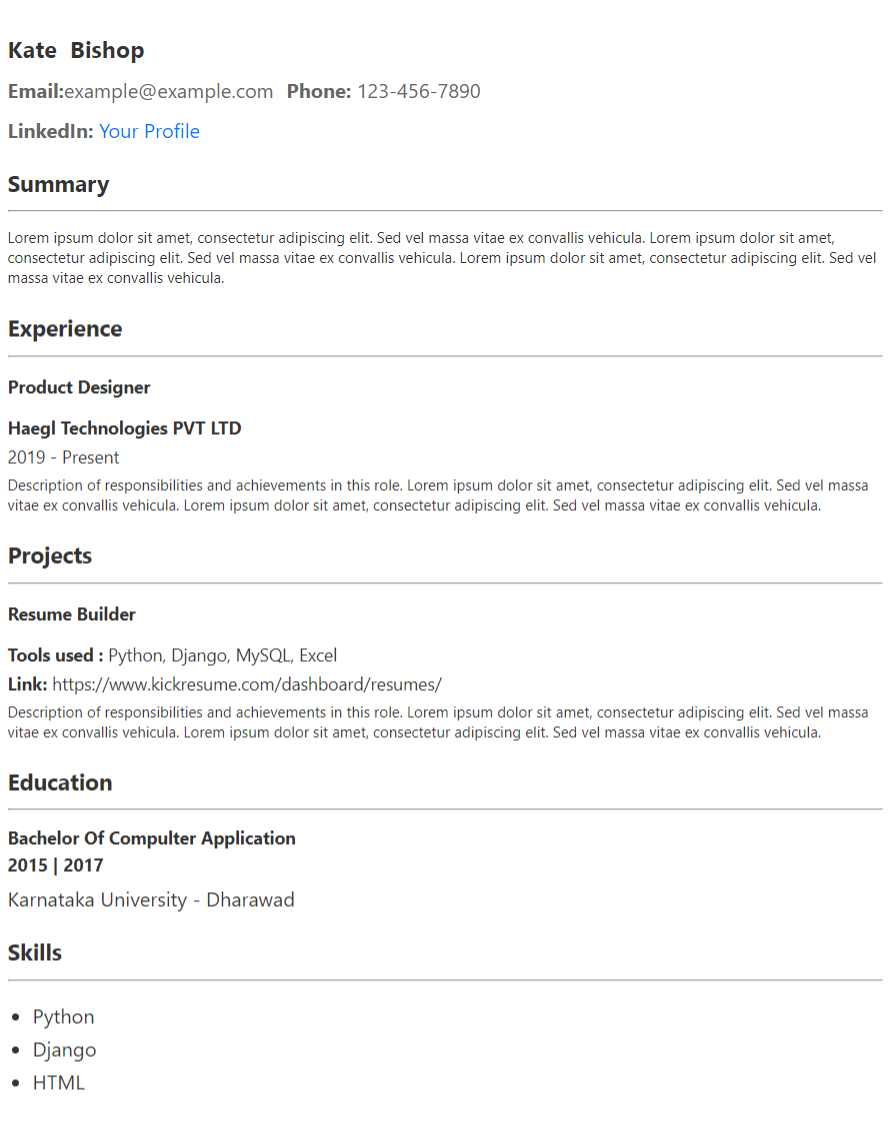 Kate Bishop
Email:example@example.com Phone: 123-456-7890
LinkedIn: Your Profile
Summary
Lorem ipsum dolor sit amet, consectetur adipiscing elit. Sed vel massa vitae ex convallis vehicula. Lorem ipsum dolor sit amet,
consectetur adipiscing elit. Sed vel massa vitae ex convallis vehicula. Lorem ipsum dolor sit amet, consectetur adipiscing elit. Sed vel
massa vitae ex convallis vehicula.
Experience
Product Designer
Haegl Technologies PVT LTD
2019 - Present
Description of responsibilities and achievements in this role. Lorem ipsum dolor sit amet, consectetur adipiscing elit. Sed vel massa
vitae ex convallis vehicula. Lorem ipsum dolor sit amet, consectetur adipiscing elit. Sed vel massa vitae ex convallis vehicula.
Projects
Resume Builder
Tools used : Python, Django, MySQL, Excel
Link: https://www.kickresume.com/dashboard/resumes/
Description of responsibilities and achievements in this role. Lorem ipsum dolor sit amet, consectetur adipiscing elit. Sed vel massa
vitae ex convallis vehicula. Lorem ipsum dolor sit amet, consectetur adipiscing elit. Sed vel massa vitae ex convallis vehicula.
Education
Bachelor Of Compulter Application
2015 | 2017
Karnataka University - Dharawad
Skills
• Python
• Django
• HTML